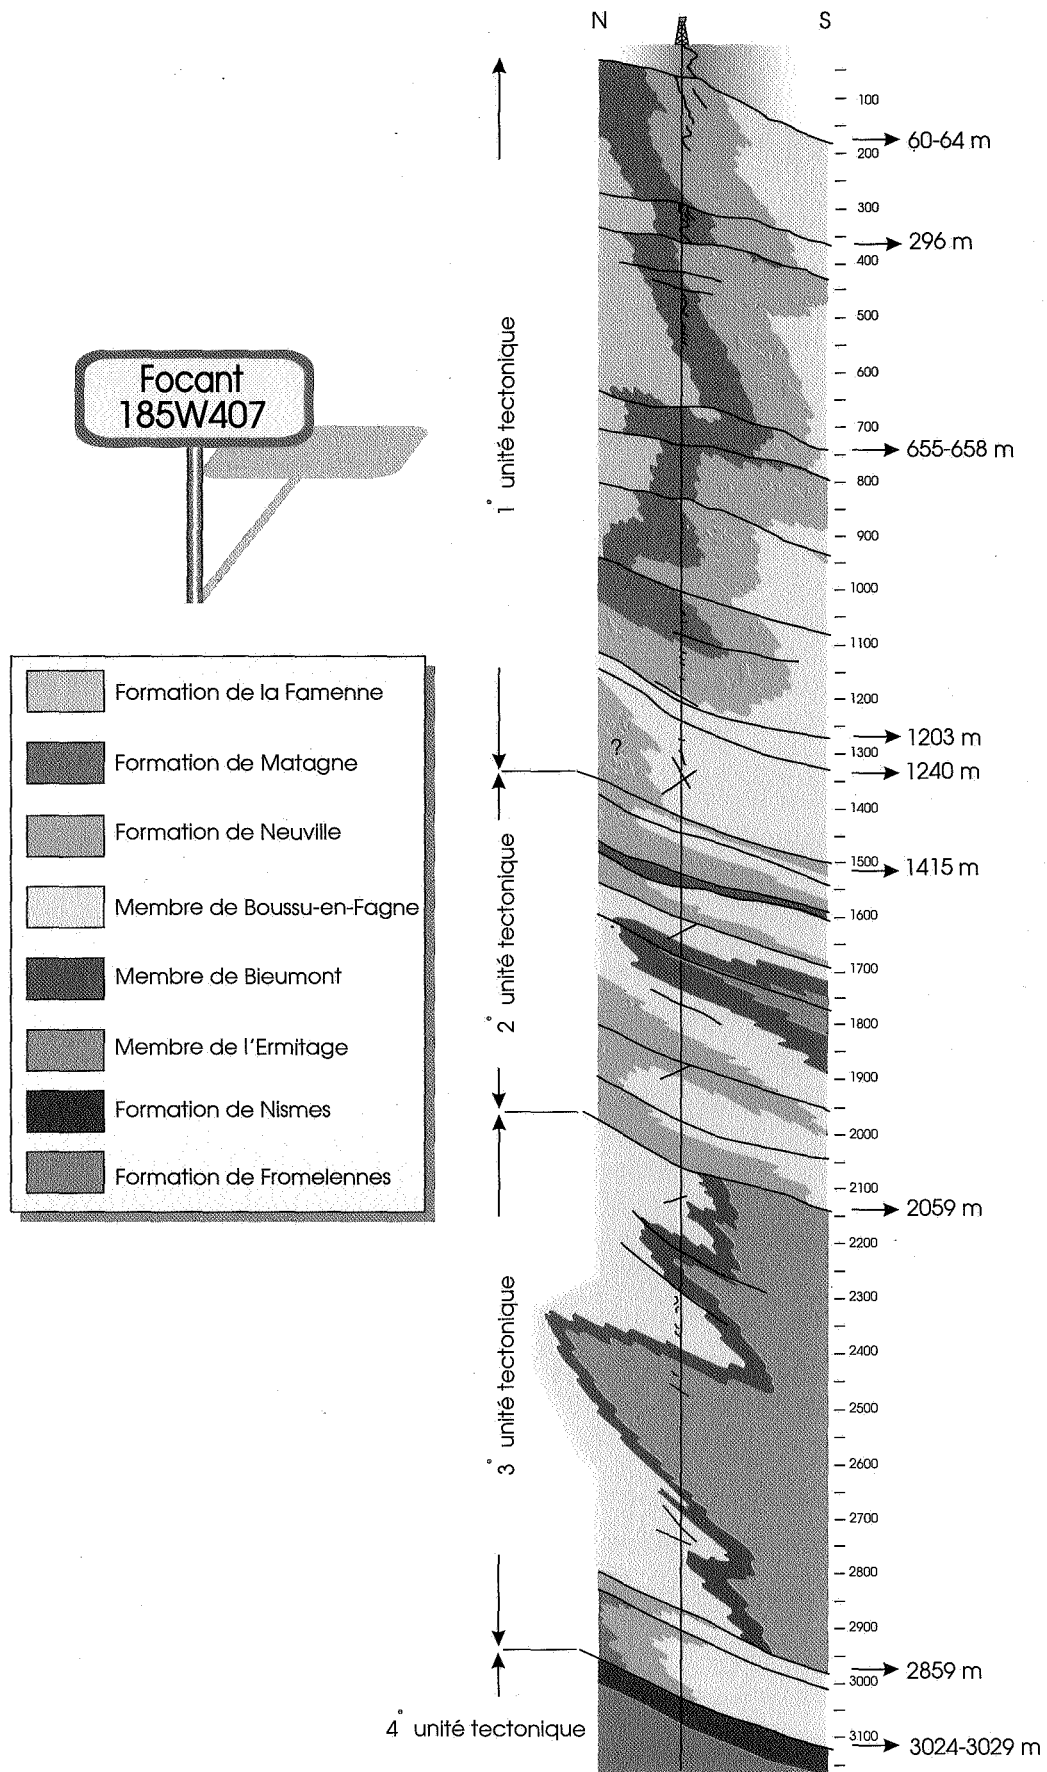 N
S
100
60-64 m
200
300
296 m
400
500
600
700
655-658 m
800
900
1000
1100
1200
1203 m
1300
1240 m
1400
1500
1415 m
1600
1700
1800
1900
2000
2100
2059 m
2200
2300
2400
2500
2600
2700
2800
2900
2859 m
3000
3100
3024-3029 m
?
1° unité tectonique
2° unité tectonique
3° unité tectonique
4° unité tectonique
Focant
185W407
Formation de la Famenne
Formation de Matagne
Formation de Neuville
Membre de Boussu-en-Fagne
Membre de Bieumont
Membre de l'Ermitage
Formation de Nismes
Formation de Fromelennes